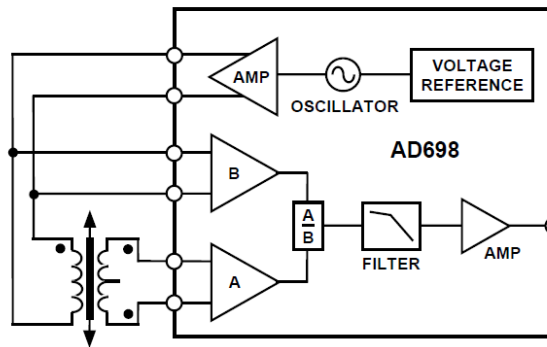 AMP
OSCILLATOR
VOLTAGE
REFERENCE
AD698
B
A
B
A
FILTER
AMP